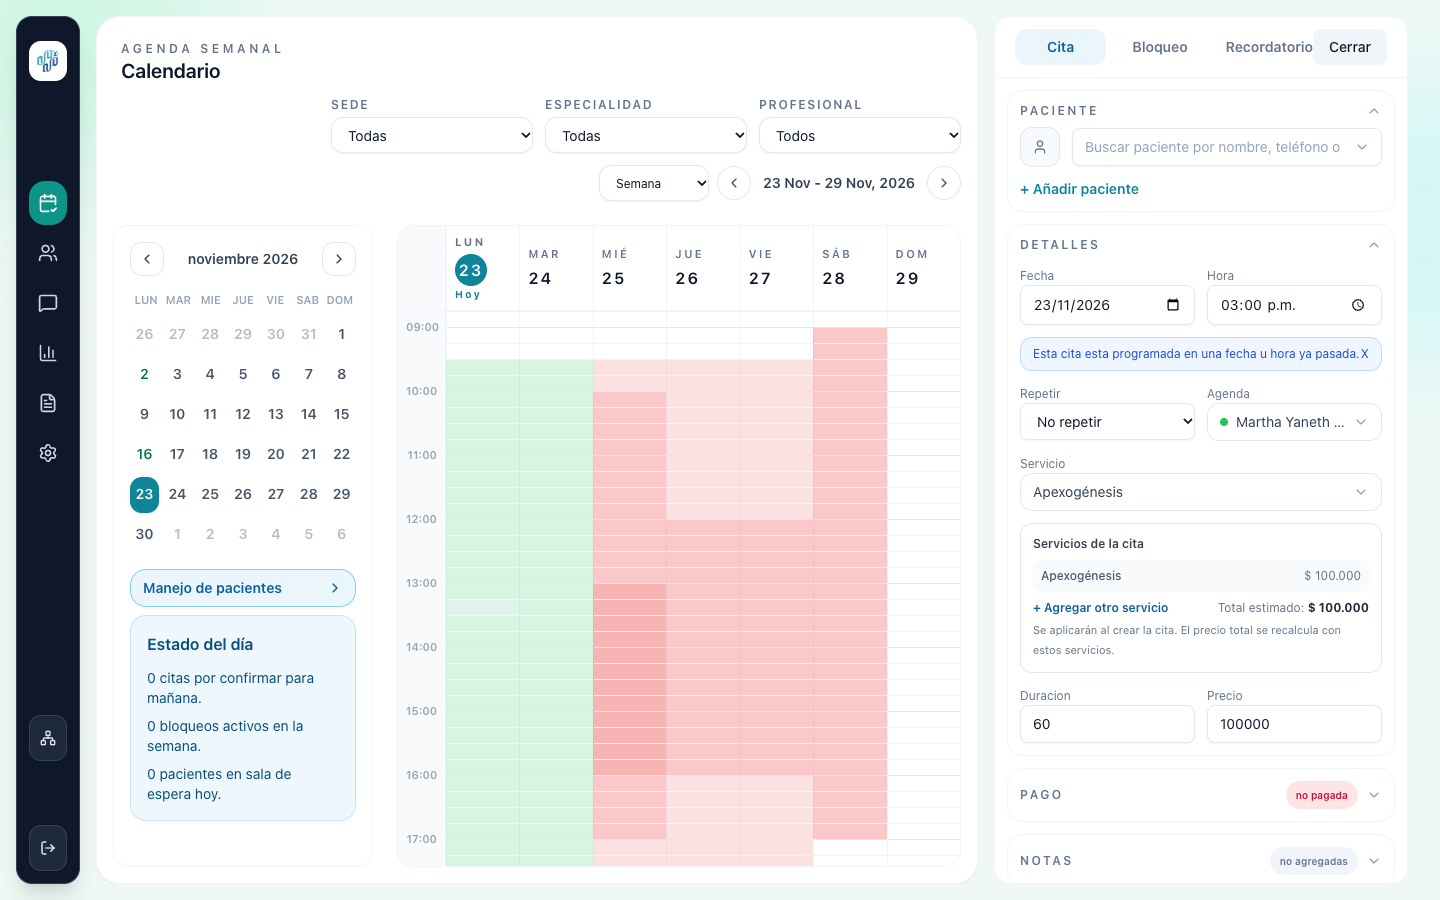 AGENDA SEMANAL
Calendario
SEDE
Todas
ESPECIALIDAD
Todas
PROFESIONAL
Todos
Semana
23 Nov - 29 Nov, 2026
noviembre 2026
LUN MAR MIE JUE VIE SAB DOM
26 27 28 29 30 31 1
2 3 4 5 6 7 8
9 10 11 12 13 14 15
16 17 18 19 20 21 22
23 24 25 26 27 28 29
30 1 2 3 4 5 6
Manejo de pacientes
Estado del día
0 citas por confirmar para
mañana.
0 bloqueos activos en la
semana.
0 pacientes en sala de
espera hoy.
LUN
23
Hoy
MAR
24
MIÉ
25
JUE
26
VIE
27
SÁB
28
DOM
29
09:00
10:00
11:00
12:00
13:00
14:00
15:00
16:00
17:00
Cita
Bloqueo
Recordatorio
Cerrar
PACIENTE
Buscar paciente por nombre, teléfono o
+ Añadir paciente
DETALLES
Fecha
23/11/2026
Hora
03:00 p.m.
Esta cita esta programada en una fecha u hora ya pasada. X
Repetir
No repetir
Agenda
Martha Yaneth ...
Servicio
Apexogénesis
Servicios de la cita
Apexogénesis $ 100.000
+ Agregar otro servicio
Total estimado: $ 100.000
Se aplicarán al crear la cita. El precio total se recalcula con
estos servicios.
Duracion
60
Precio
100000
PAGO
no pagada
NOTAS
no agregadas